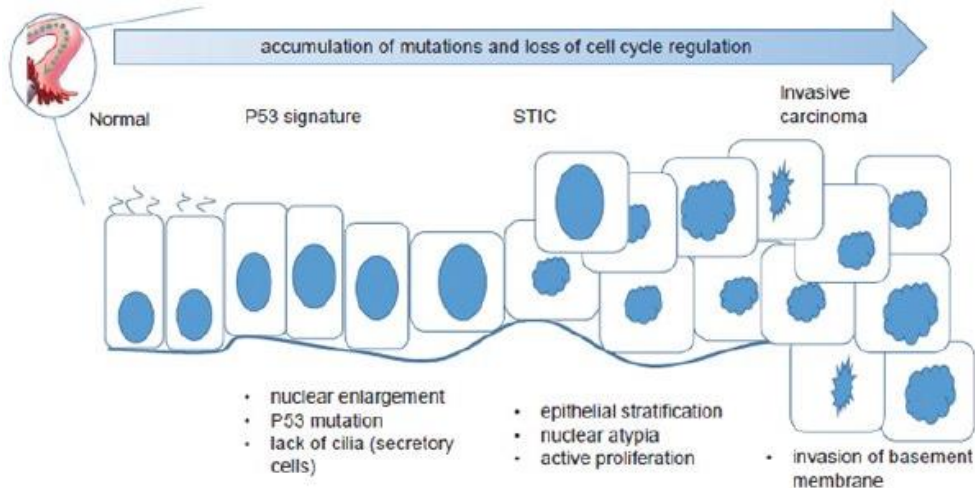 accumulation of mutations and loss of cell cycle regulation
Normal
P53 signature
STIC
Invasive
carcinoma
• nuclear enlargement
• P53 mutation
• lack of cilia (secretory
cells)
• epithelial stratification
• nuclear atypia
• active proliferation
• invasion of basement
membrane